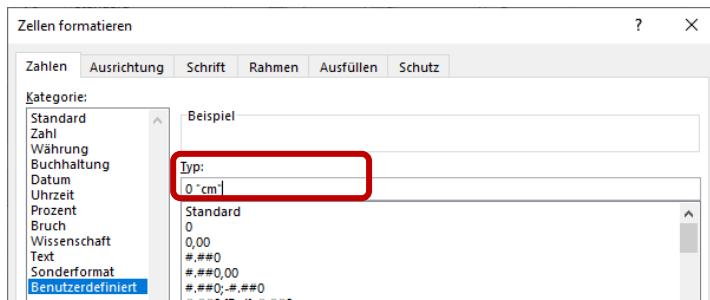 Zellen formatieren ? ×
Zahlen Ausrichtung Schrift Rahmen Ausfüllen Schutz
Kategorie:
Standard
Zahl
Währung
Buchhaltung
Datum
Uhrzeit
Prozent
Bruch
Wissenschaft
Text
Sonderformat
Benutzerdefiniert
Beispiel
Typ:
0 "cm"
Standard
0
0,00
#.##0
#.##0,00
#.##0;-#.##0